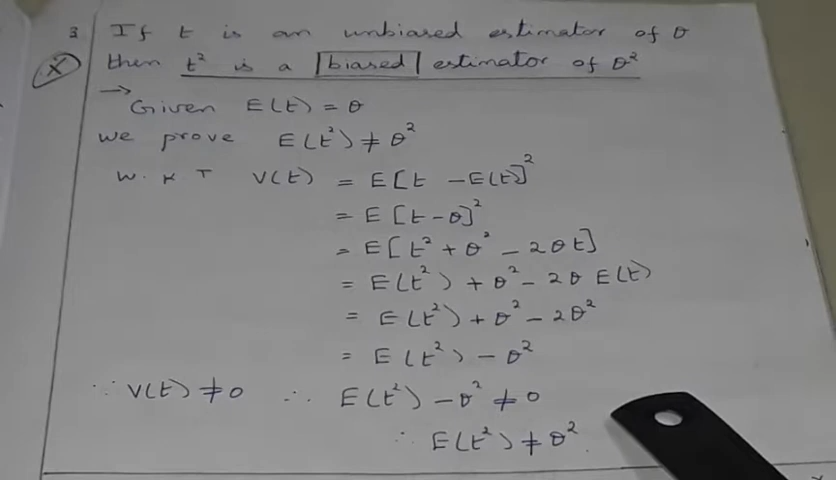 3 If t is an unbiased estimator of θ
(X) then t² is a biased estimator of θ²
→ Given E(t) = θ
we prove E(t²) ≠ θ²
W.K T V(t) = E[t - E(t)]²
= E [t - θ]²
= E[t² + θ² - 2θt]
= E(t²) + θ² - 2θ E(t)
= E(t²) + θ² - 2θ²
= E(t²) - θ²
∵ V(t) ≠ 0 ∴ E(t²) - θ² ≠ 0
∴ E(t²) ≠ θ².